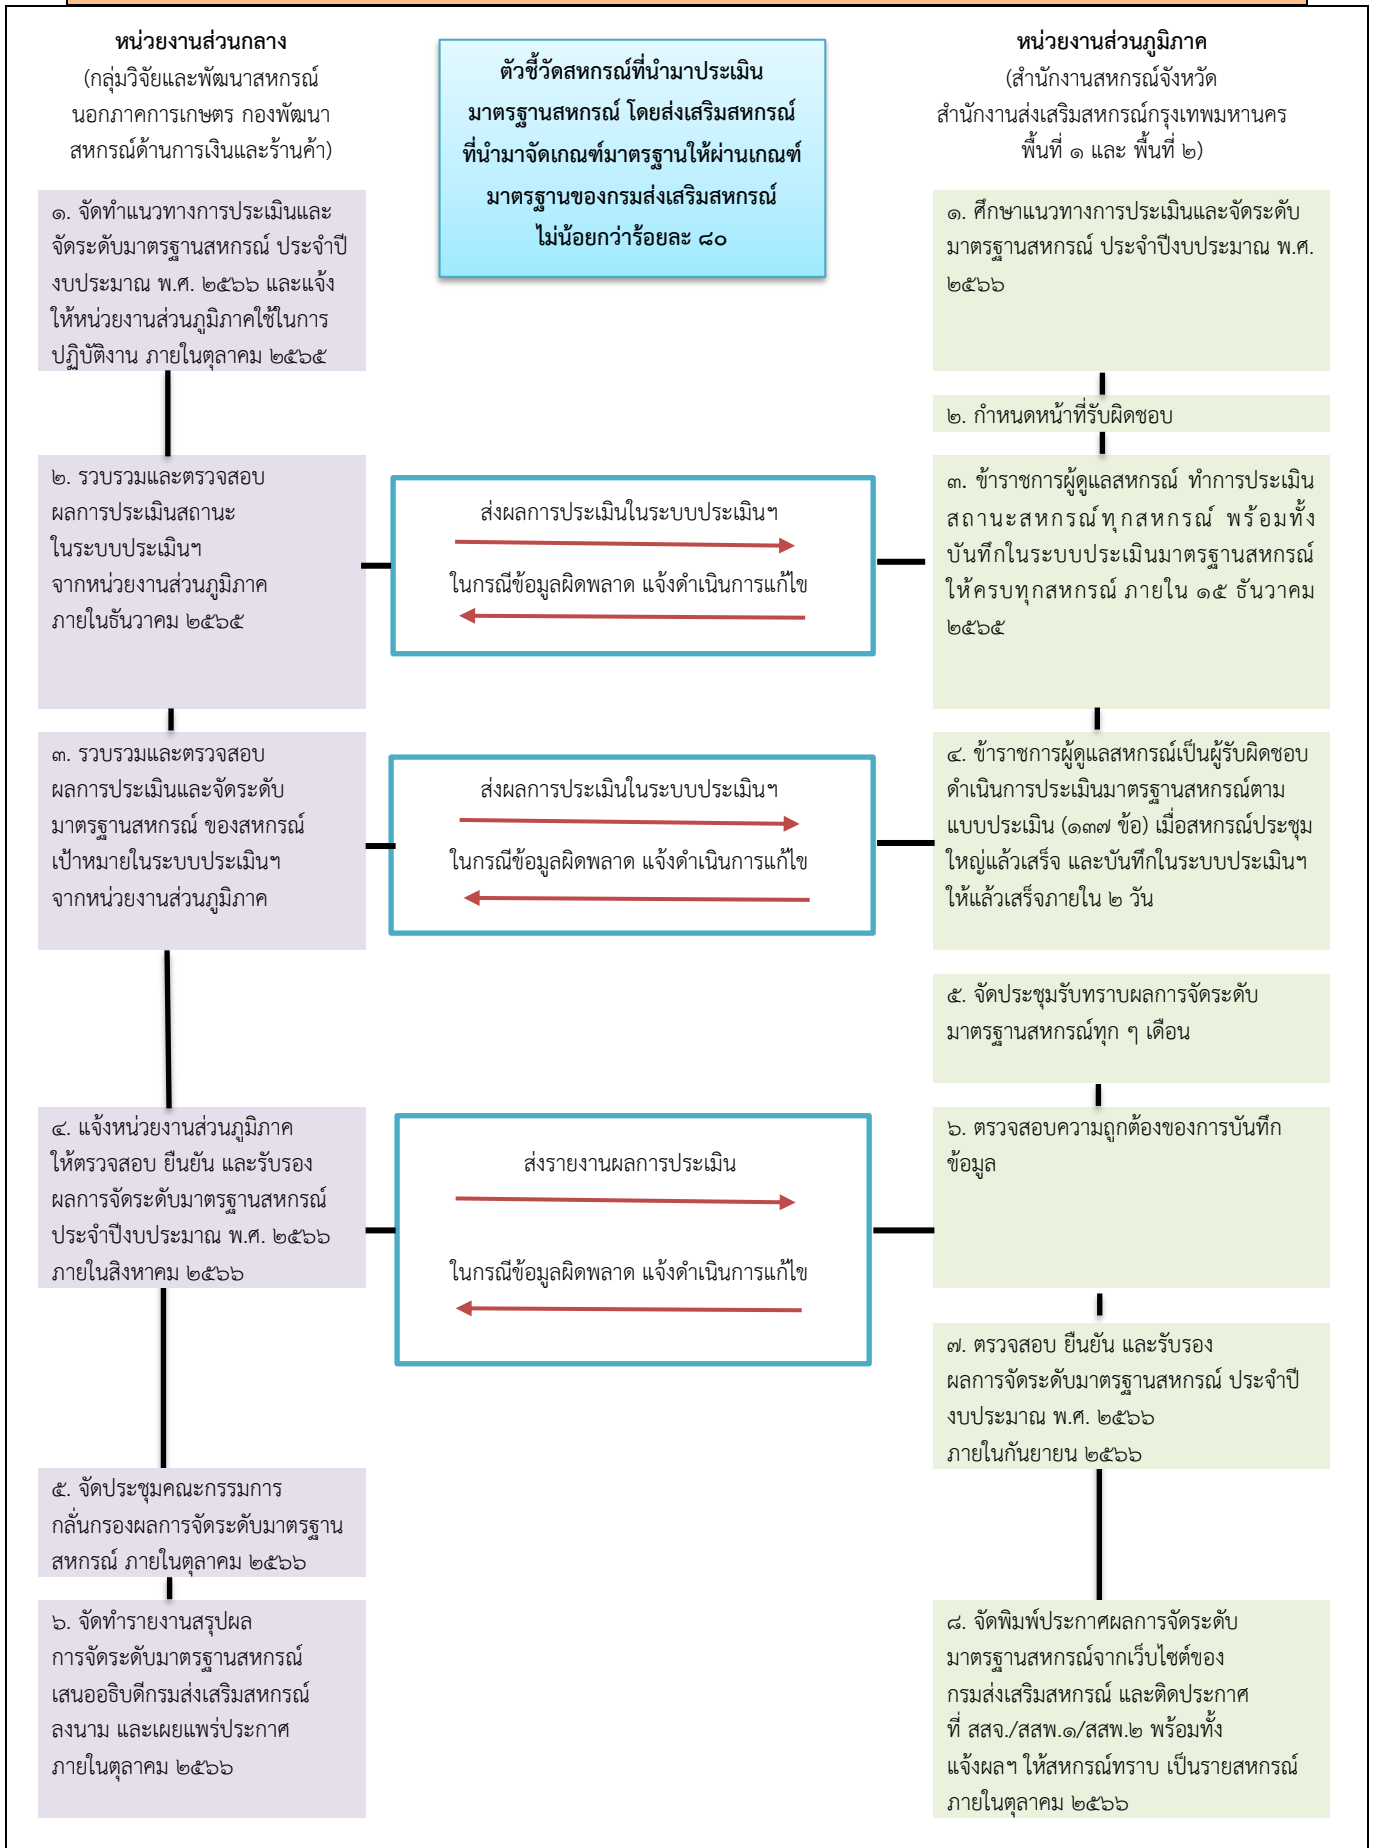 หน่วยงานส่วนกลาง
(กลุ่มวิจัยและพัฒนาสหกรณ์
นอกภาคการเกษตร กองพัฒนา
สหกรณ์ด้านการเงินและร้านค้า)
ตัวชี้วัดสหกรณ์ที่นำมาประเมิน
มาตรฐานสหกรณ์ โดยส่งเสริมสหกรณ์
ที่นำมาจัดเกณฑ์มาตรฐานให้ผ่านเกณฑ์
มาตรฐานของกรมส่งเสริมสหกรณ์
ไม่น้อยกว่าร้อยละ ๘๐
หน่วยงานส่วนภูมิภาค
(สำนักงานสหกรณ์จังหวัด
สำนักงานส่งเสริมสหกรณ์กรุงเทพมหานคร
พื้นที่ ๑ และ พื้นที่ ๒)
๑. จัดทำแนวทางการประเมินและ
จัดระดับมาตรฐานสหกรณ์ ประจำปี
งบประมาณ พ.ศ. ๒๕๖๖ และแจ้ง
ให้หน่วยงานส่วนภูมิภาคใช้ในการ
ปฏิบัติงาน ภายในตุลาคม ๒๕๖๕
๑. ศึกษาแนวทางการประเมินและจัดระดับ
มาตรฐานสหกรณ์ ประจำปีงบประมาณ พ.ศ.
๒๕๖๖
๒. กำหนดหน้าที่รับผิดชอบ
๒. รวบรวมและตรวจสอบ
ผลการประเมินสถานะ
ในระบบประเมินฯ
จากหน่วยงานส่วนภูมิภาค
ภายในธันวาคม ๒๕๖๕
ส่งผลการประเมินในระบบประเมินฯ
ในกรณีข้อมูลผิดพลาด แจ้งดำเนินการแก้ไข
๓. ข้าราชการผู้ดูแลสหกรณ์ ทำการประเมิน
สถานะสหกรณ์ทุกสหกรณ์ พร้อมทั้ง
บันทึกในระบบประเมินมาตรฐานสหกรณ์
ให้ครบทุกสหกรณ์ ภายใน ๑๕ ธันวาคม
๒๕๖๕
๓. รวบรวมและตรวจสอบ
ผลการประเมินและจัดระดับ
มาตรฐานสหกรณ์ ของสหกรณ์
เป้าหมายในระบบประเมินฯ
จากหน่วยงานส่วนภูมิภาค
ส่งผลการประเมินในระบบประเมินฯ
ในกรณีข้อมูลผิดพลาด แจ้งดำเนินการแก้ไข
๔. ข้าราชการผู้ดูแลสหกรณ์เป็นผู้รับผิดชอบ
ดำเนินการประเมินมาตรฐานสหกรณ์ตาม
แบบประเมิน (๑๓๗ ข้อ) เมื่อสหกรณ์ประชุม
ใหญ่แล้วเสร็จ และบันทึกในระบบประเมินฯ
ให้แล้วเสร็จภายใน ๒ วัน
๕. จัดประชุมรับทราบผลการจัดระดับ
มาตรฐานสหกรณ์ทุก ๆ เดือน
๔. แจ้งหน่วยงานส่วนภูมิภาค
ให้ตรวจสอบ ยืนยัน และรับรอง
ผลการจัดระดับมาตรฐานสหกรณ์
ประจำปีงบประมาณ พ.ศ. ๒๕๖๖
ภายในสิงหาคม ๒๕๖๖
ส่งรายงานผลการประเมิน
ในกรณีข้อมูลผิดพลาด แจ้งดำเนินการแก้ไข
๖. ตรวจสอบความถูกต้องของการบันทึก
ข้อมูล
๗. ตรวจสอบ ยืนยัน และรับรอง
ผลการจัดระดับมาตรฐานสหกรณ์ ประจำปี
งบประมาณ พ.ศ. ๒๕๖๖
ภายในกันยายน ๒๕๖๖
๕. จัดประชุมคณะกรรมการ
กลั่นกรองผลการจัดระดับมาตรฐาน
สหกรณ์ ภายในตุลาคม ๒๕๖๖
๖. จัดทำรายงานสรุปผล
การจัดระดับมาตรฐานสหกรณ์
เสนออธิบดีกรมส่งเสริมสหกรณ์
ลงนาม และเผยแพร่ประกาศ
ภายในตุลาคม ๒๕๖๖
๘. จัดพิมพ์ประกาศผลการจัดระดับ
มาตรฐานสหกรณ์จากเว็บไซต์ของ
กรมส่งเสริมสหกรณ์ และติดประกาศ
ที่ สสจ./สสพ.๑/สสพ.๒ พร้อมทั้ง
แจ้งผลฯ ให้สหกรณ์ทราบ เป็นรายสหกรณ์
ภายในตุลาคม ๒๕๖๖